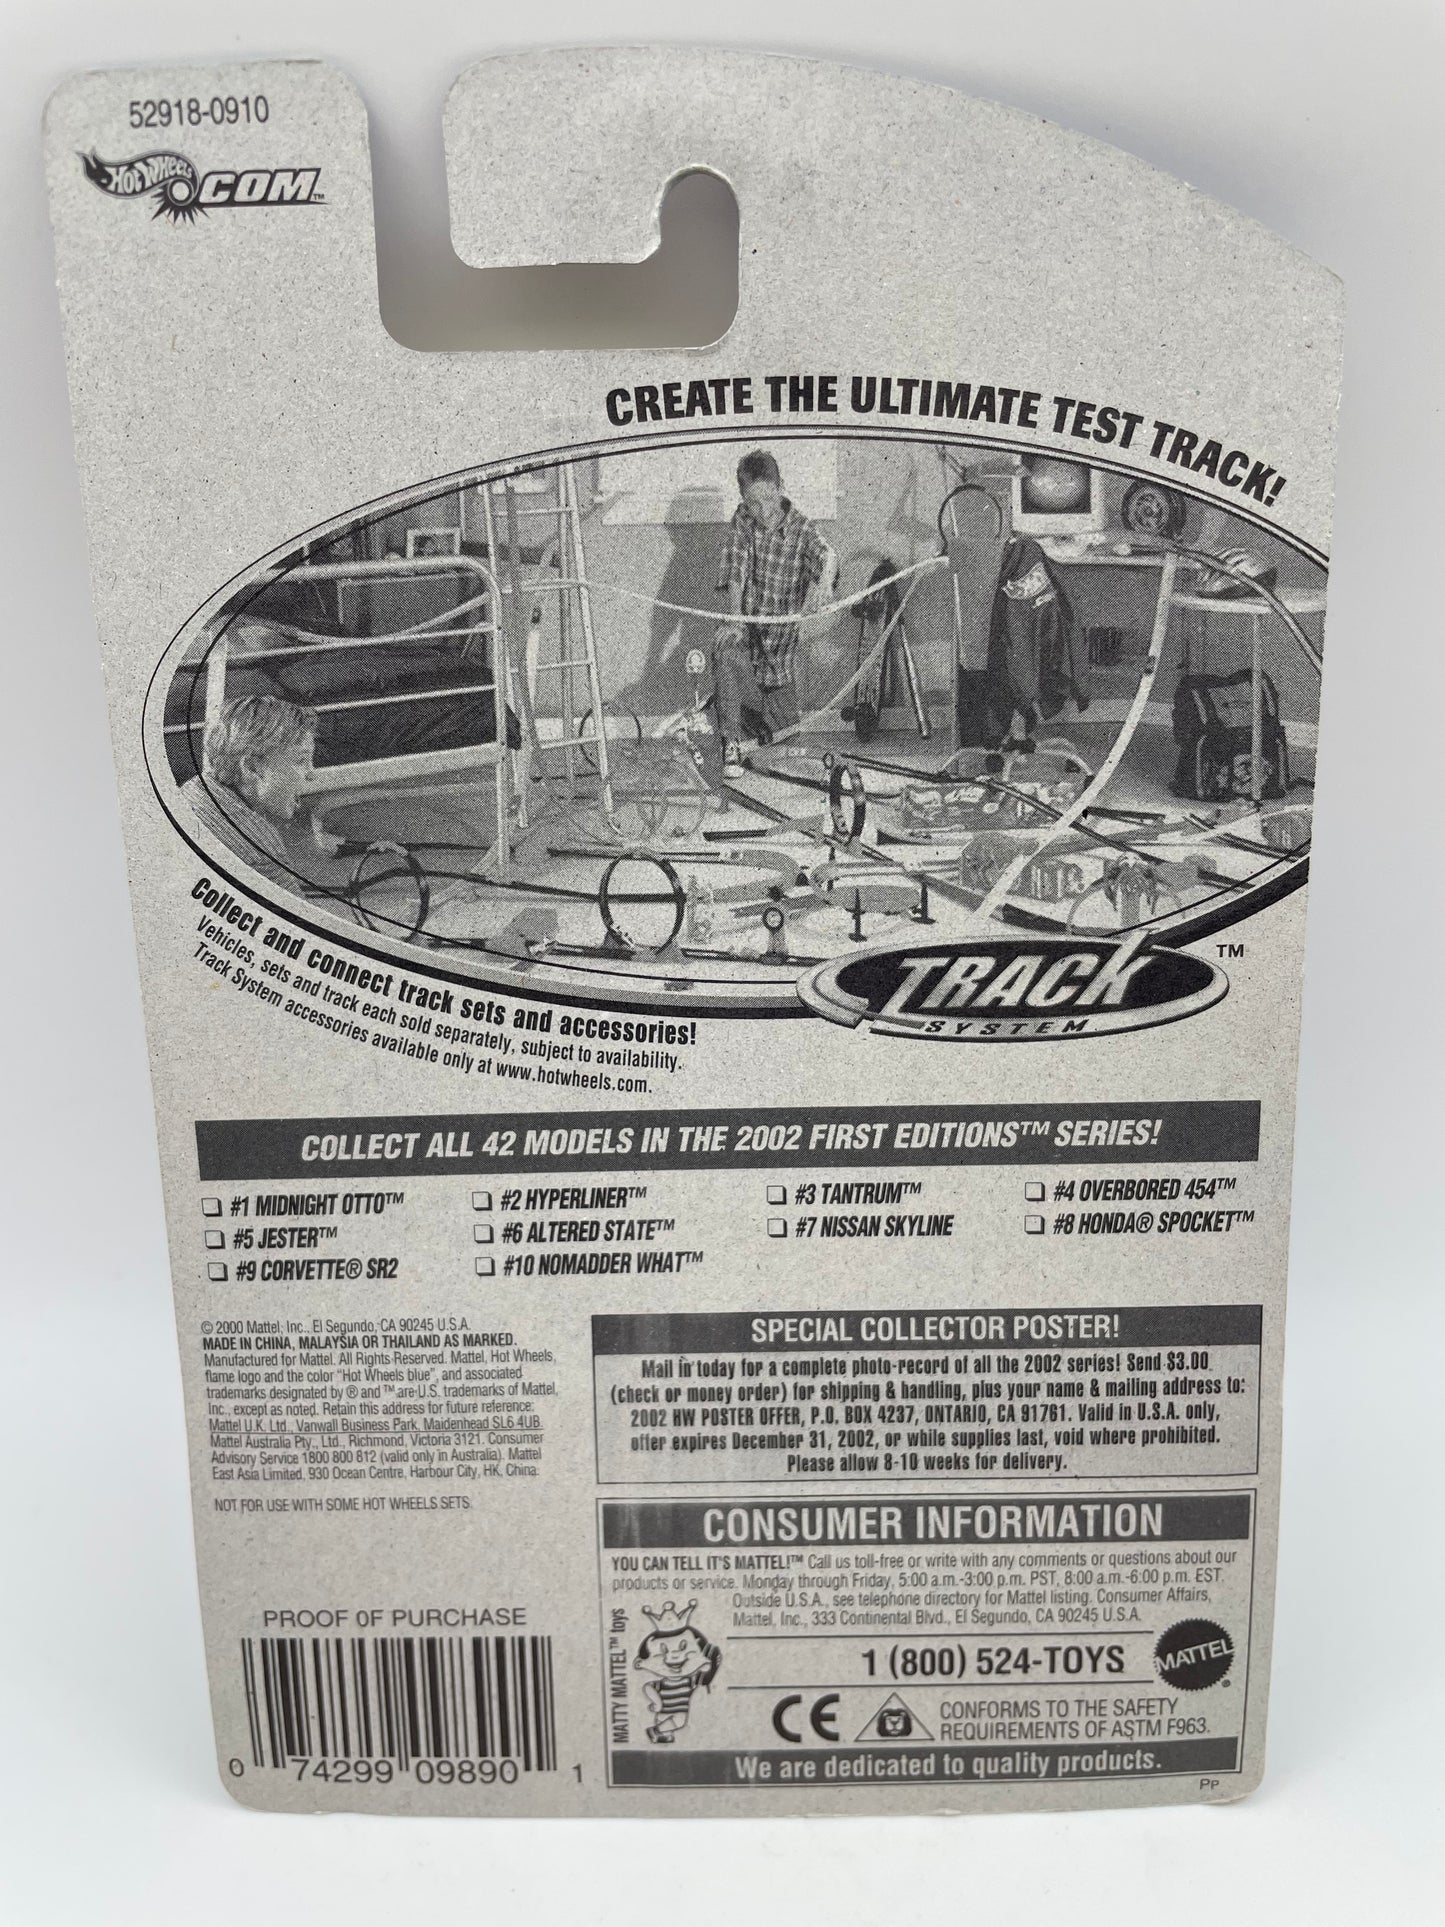 52918-0910
HOT WHEELS .COM™
CREATE THE ULTIMATE TEST TRACK!
Collect and connect track sets and accessories!
Vehicles, sets and track each sold separately, subject to availability.
Track System accessories available only at www.hotwheels.com.
TRACK ™
SYSTEM
COLLECT ALL 42 MODELS IN THE 2002 FIRST EDITIONS™ SERIES!
❏ #1 MIDNIGHT OTTO™ ❏ #2 HYPERLINER™ ❏ #3 TANTRUM™ ❏ #4 OVERBORED 454™
❏ #5 JESTER™ ❏ #6 ALTERED STATE™ ❏ #7 NISSAN SKYLINE ❏ #8 HONDA® SPOCKET™
❏ #9 CORVETTE® SR2 ❏ #10 NOMADDER WHAT™
© 2000 Mattel, Inc., El Segundo, CA 90245 U.S.A.
MADE IN CHINA, MALAYSIA OR THAILAND AS MARKED.
Manufactured for Mattel. All Rights Reserved. Mattel, Hot Wheels,
flame logo and the color "Hot Wheels blue", and associated
trademarks designated by ® and ™ are U.S. trademarks of Mattel,
Inc., except as noted. Retain this address for future reference:
Mattel U.K. Ltd., Vanwall Business Park, Maidenhead SL6 4UB.
Mattel Australia Pty., Ltd., Richmond, Victoria 3121. Consumer
Advisory Service 1800 800 812 (valid only in Australia). Mattel
East Asia Limited, 930 Ocean Centre, Harbour City, HK, China.
NOT FOR USE WITH SOME HOT WHEELS SETS.
PROOF OF PURCHASE
0 74299 09890 1
SPECIAL COLLECTOR POSTER!
Mail in today for a complete photo-record of all the 2002 series! Send $3.00
(check or money order) for shipping & handling, plus your name & mailing address to:
2002 HW POSTER OFFER, P.O. BOX 4237, ONTARIO, CA 91761. Valid in U.S.A. only,
offer expires December 31, 2002, or while supplies last, void where prohibited.
Please allow 8-10 weeks for delivery.
CONSUMER INFORMATION
YOU CAN TELL IT'S MATTEL!™ Call us toll-free or write with any comments or questions about our
products or service. Monday through Friday, 5:00 a.m.-3:00 p.m. PST, 8:00 a.m.-6:00 p.m. EST.
Outside U.S.A., see telephone directory for Mattel listing. Consumer Affairs,
Mattel, Inc., 333 Continental Blvd., El Segundo, CA 90245 U.S.A.
MATTY MATTEL™ toys
1 (800) 524-TOYS
MATTEL®
CE
CONFORMS TO THE SAFETY
REQUIREMENTS OF ASTM F963.
We are dedicated to quality products.
PP